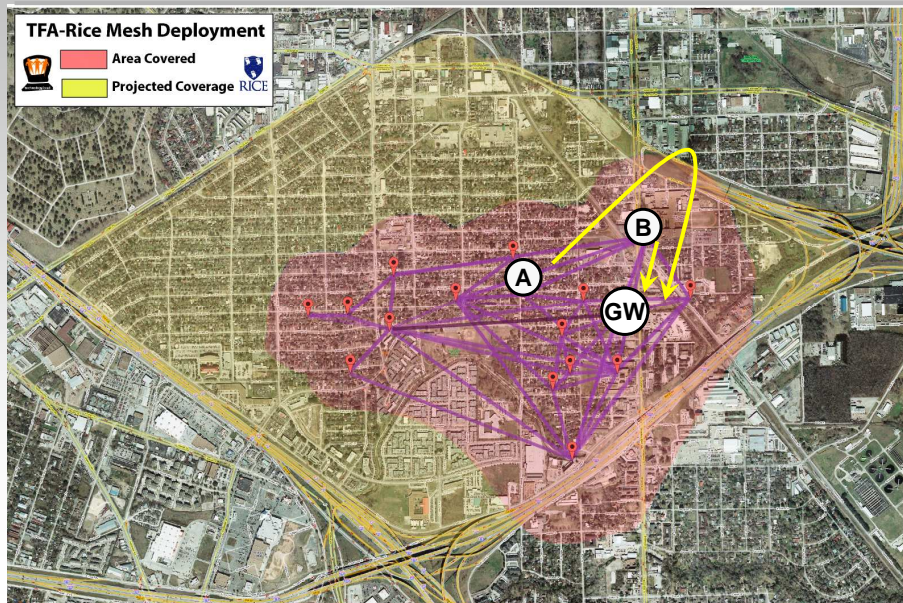 TFA-Rice Mesh Deployment
Area Covered
Projected Coverage
RICE
B
A
GW